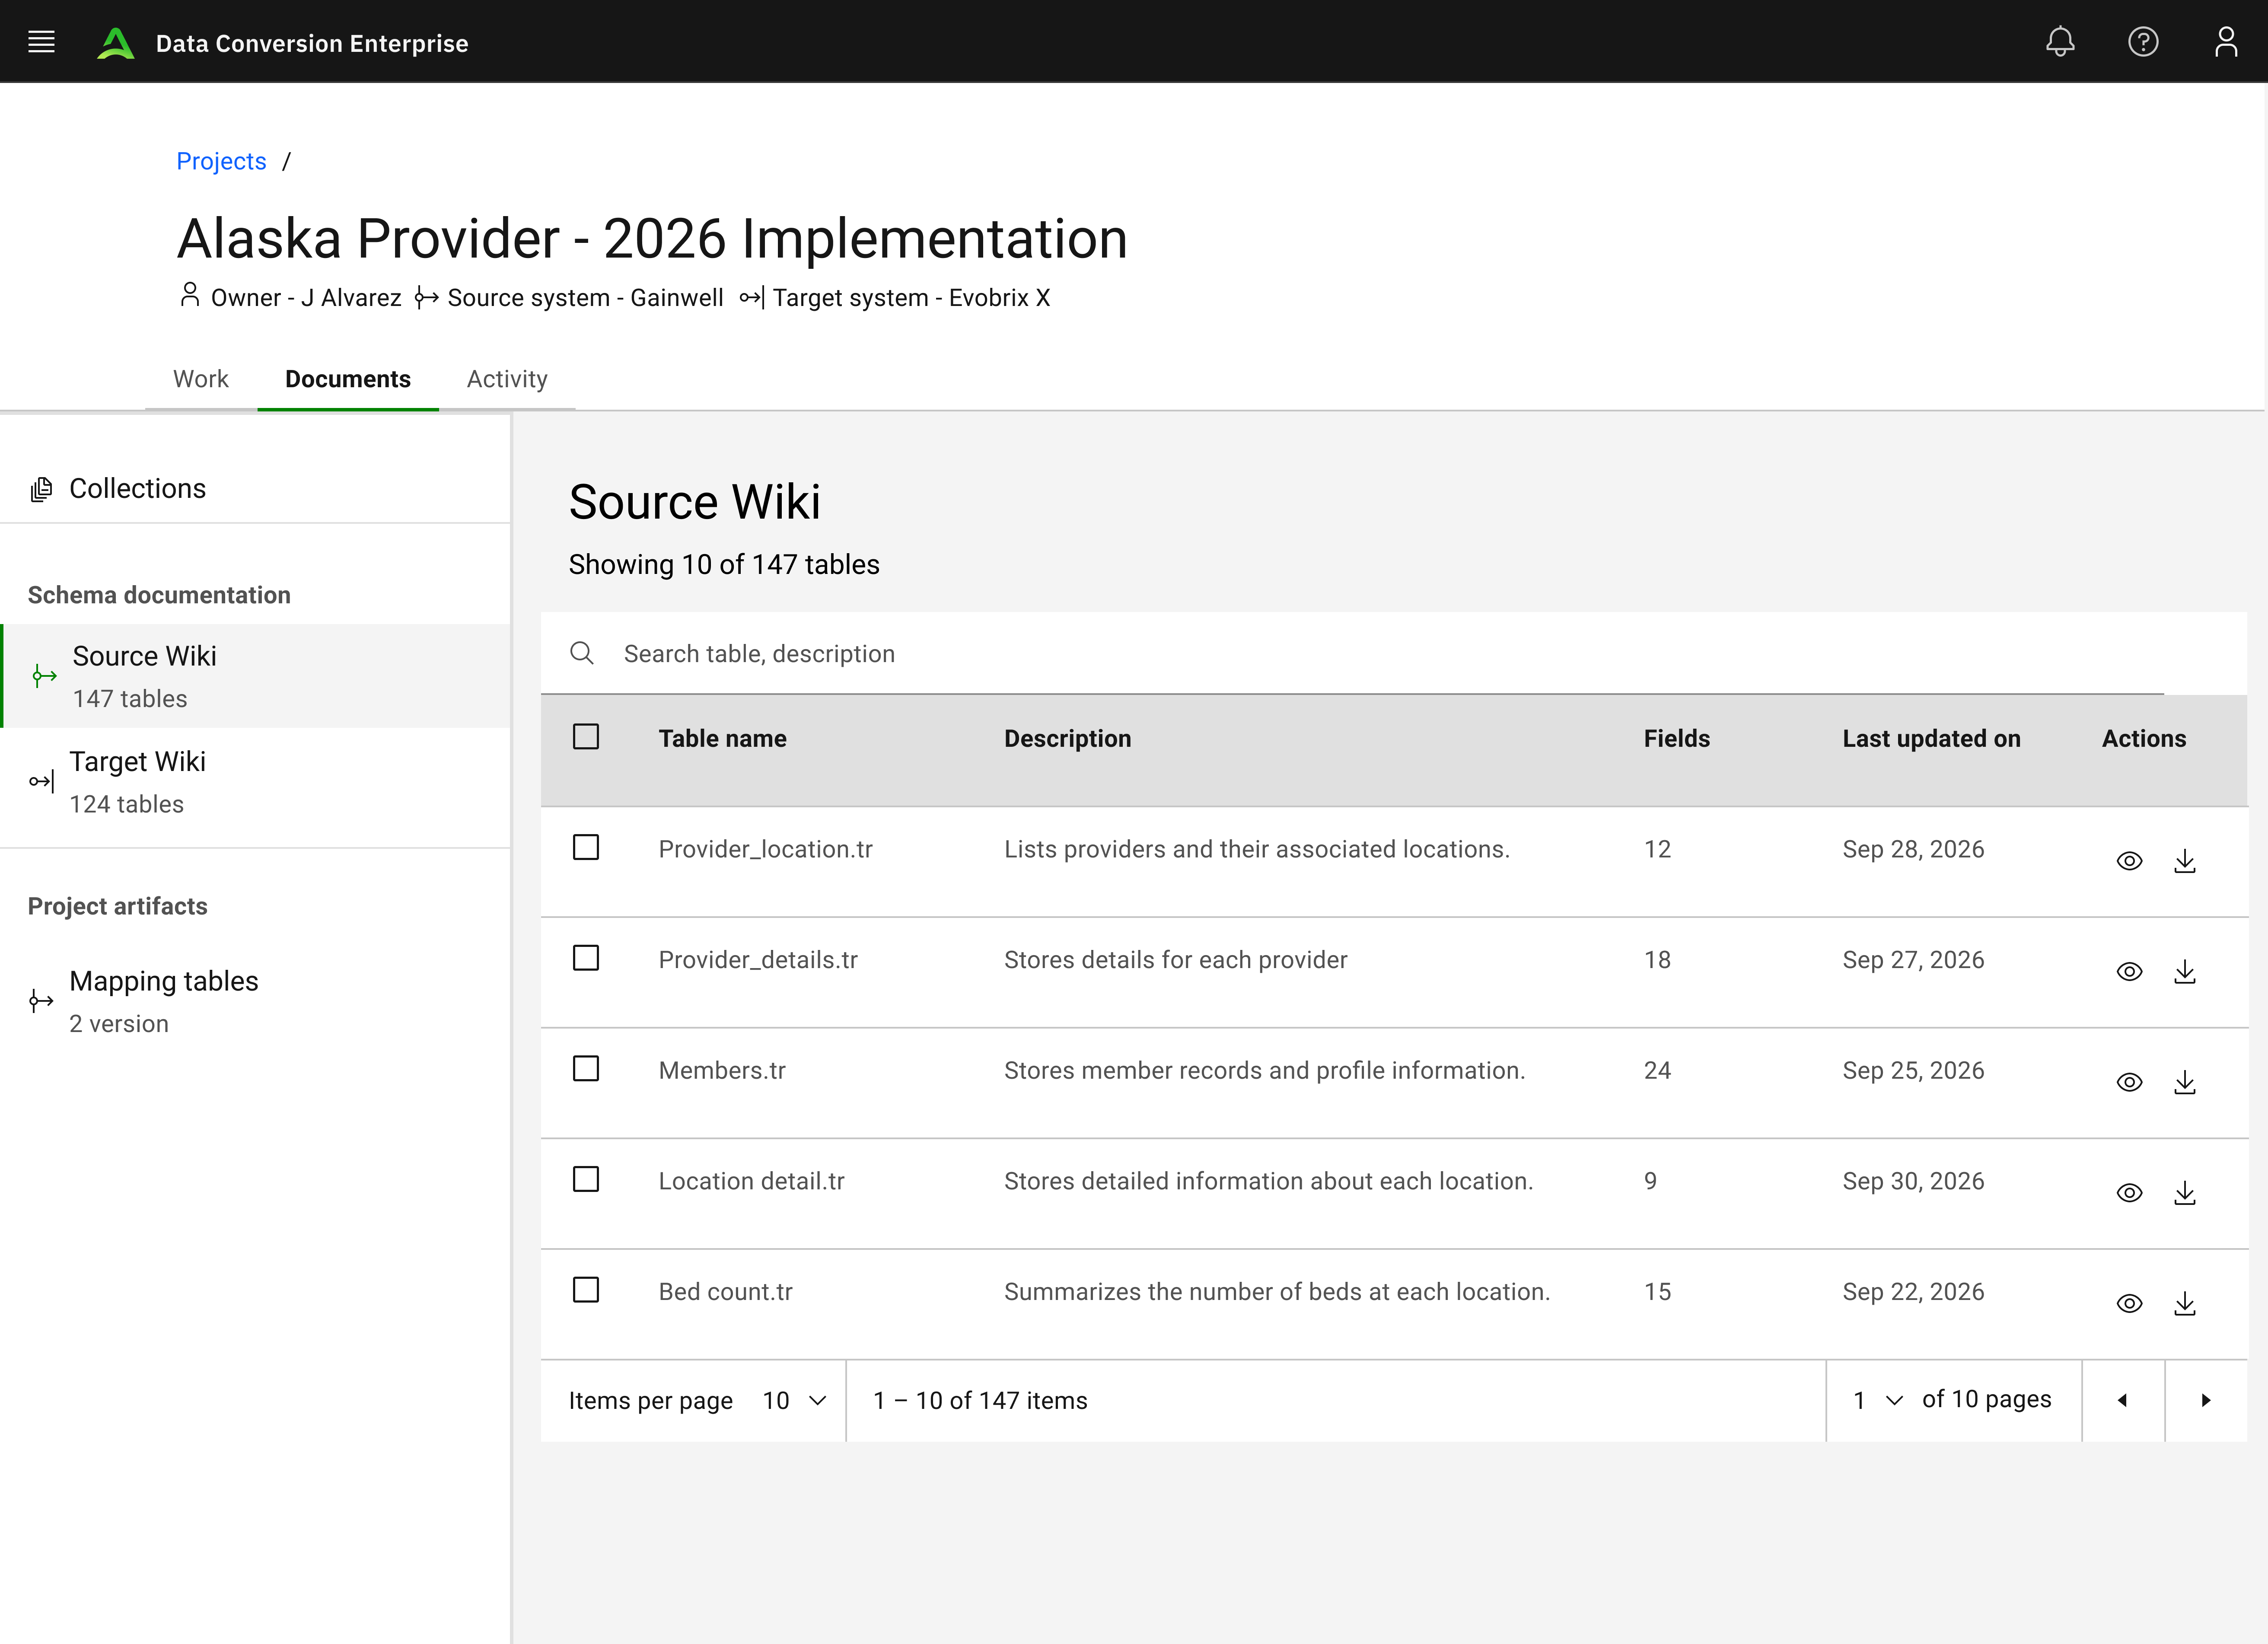 Data Conversion Enterprise
Projects /
Alaska Provider - 2026 Implementation
Owner - J Alvarez Source system - Gainwell Target system - Evobrix X
Work Documents Activity
Collections
Schema documentation
Source Wiki
147 tables
Target Wiki
124 tables
Project artifacts
Mapping tables
2 version
Source Wiki
Showing 10 of 147 tables
Search table, description
Table name Description Fields Last updated on Actions
Provider_location.tr Lists providers and their associated locations. 12 Sep 28, 2026
Provider_details.tr Stores details for each provider 18 Sep 27, 2026
Members.tr Stores member records and profile information. 24 Sep 25, 2026
Location detail.tr Stores detailed information about each location. 9 Sep 30, 2026
Bed count.tr Summarizes the number of beds at each location. 15 Sep 22, 2026
Items per page 10 1 – 10 of 147 items 1 of 10 pages